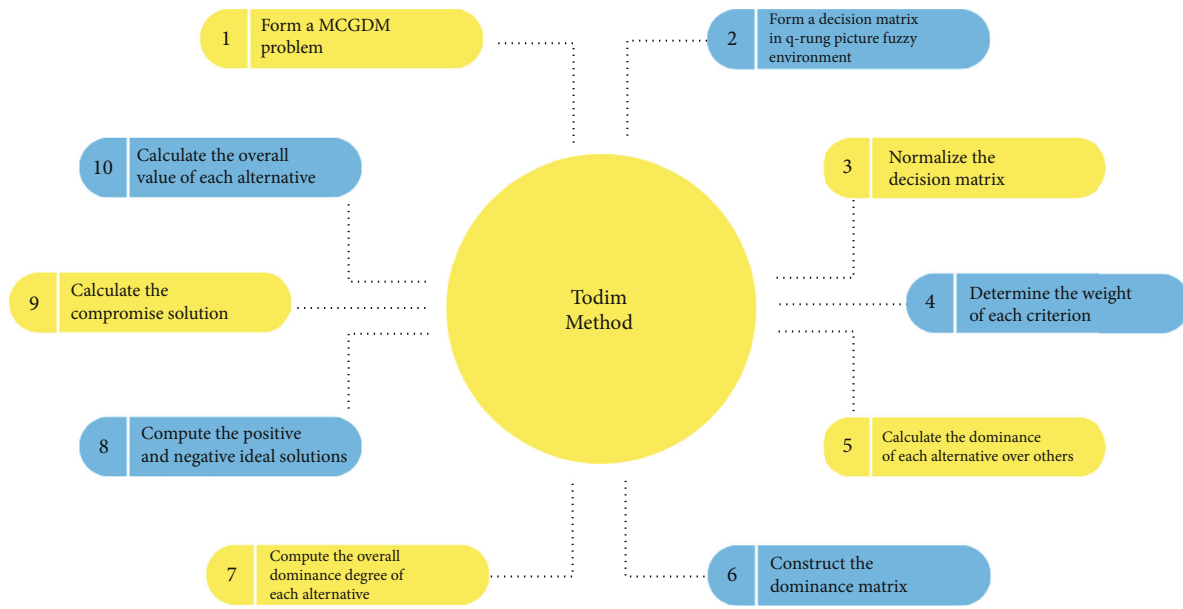 1
Form a MCGDM
problem
2
Form a decision matrix
in q-rung picture fuzzy
environment
3
Normalize the
decision matrix
4
Determine the weight
of each criterion
5
Calculate the dominance
of each alternative over others
6
Construct the
dominance matrix
7
Compute the overall
dominance degree of
each alternative
8
Compute the positive
and negative ideal solutions
9
Calculate the
compromise solution
10
Calculate the overall
value of each alternative
Todim
Method